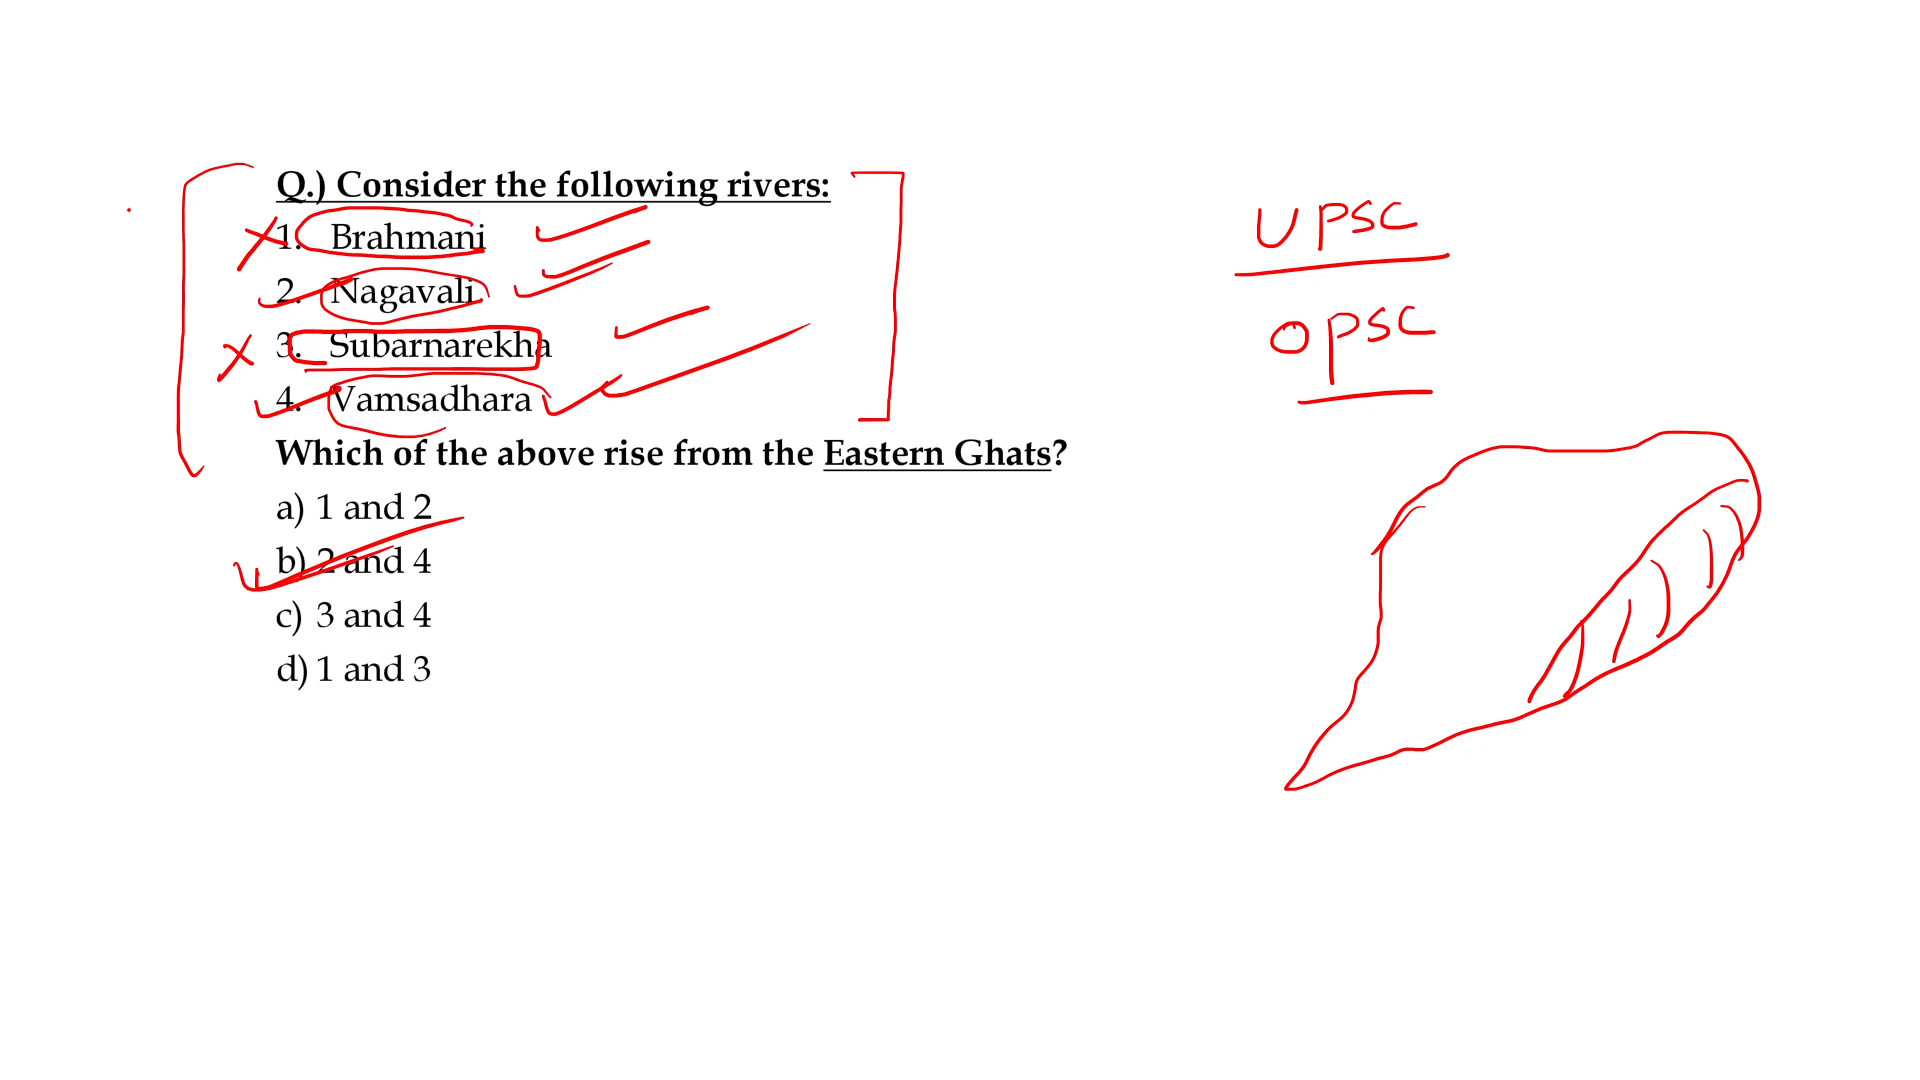 Q.) Consider the following rivers:
1. Brahmani
2. Nagavali
3. Subarnarekha
4. Vamsadhara
Which of the above rise from the Eastern Ghats?
a) 1 and 2
b) 2 and 4
c) 3 and 4
d) 1 and 3
UPSC
OPSC